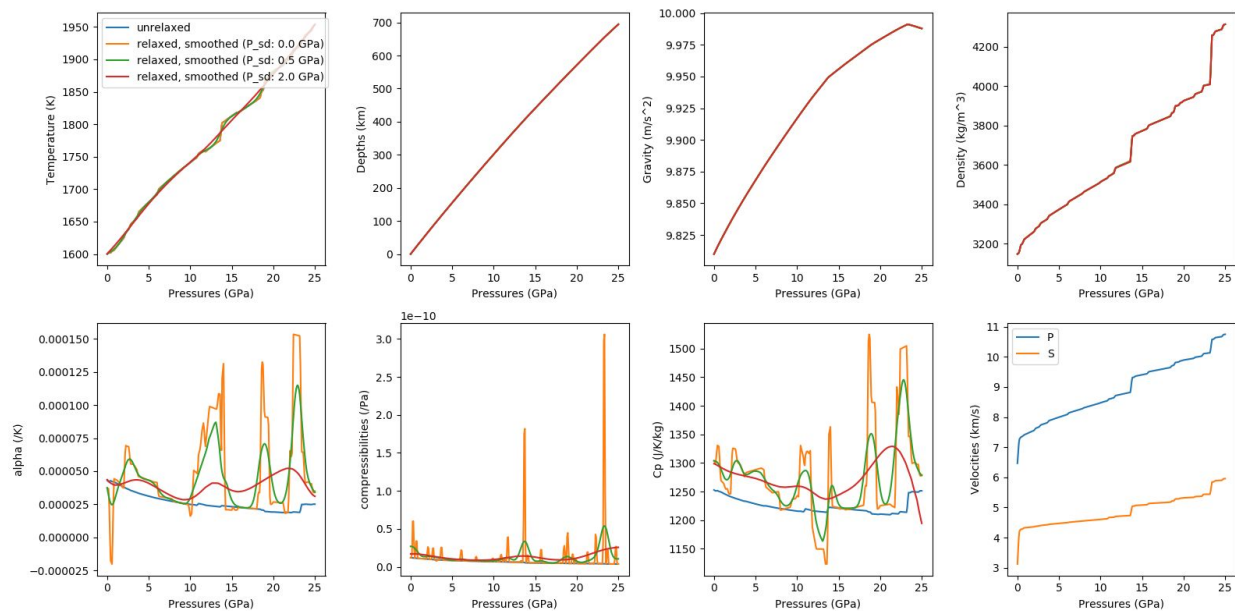 1950
1900
1850
1800
1750
1700
1650
1600
Temperature (K)
unrelaxed
relaxed, smoothed (P_sd: 0.0 GPa)
relaxed, smoothed (P_sd: 0.5 GPa)
relaxed, smoothed (P_sd: 2.0 GPa)
0 5 10 15 20 25
Pressures (GPa)
700
600
500
400
300
200
100
0
Depths (km)
0 5 10 15 20 25
Pressures (GPa)
10.000
9.975
9.950
9.925
9.900
9.875
9.850
9.825
Gravity (m/s^2)
0 5 10 15 20 25
Pressures (GPa)
4200
4000
3800
3600
3400
3200
Density (kg/m^3)
0 5 10 15 20 25
Pressures (GPa)
0.000150
0.000125
0.000100
0.000075
0.000050
0.000025
0.000000
−0.000025
alpha (/K)
0 5 10 15 20 25
Pressures (GPa)
1e−10
3.0
2.5
2.0
1.5
1.0
0.5
0.0
compressibilities (/Pa)
0 5 10 15 20 25
Pressures (GPa)
1500
1450
1400
1350
1300
1250
1200
1150
Cp (J/K/kg)
0 5 10 15 20 25
Pressures (GPa)
11
10
9
8
7
6
5
4
3
Velocities (km/s)
P
S
0 5 10 15 20 25
Pressures (GPa)